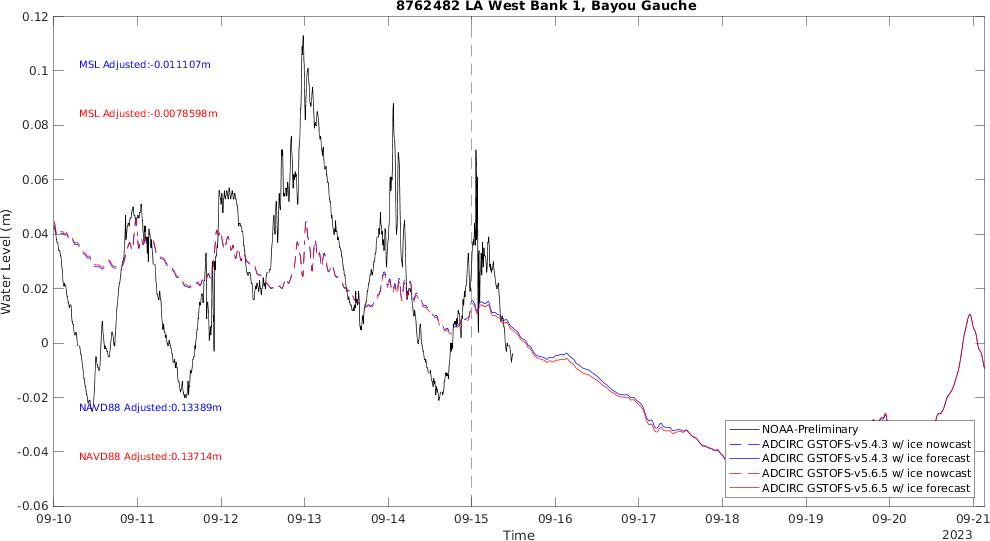 8762482 LA West Bank 1, Bayou Gauche
0.12
0.1
0.08
0.06
0.04
0.02
0
-0.02
-0.04
-0.06
Water Level (m)
MSL Adjusted:-0.011107m
MSL Adjusted:-0.0078598m
NAVD88 Adjusted:0.13389m
NAVD88 Adjusted:0.13714m
NOAA-Preliminary
ADCIRC GSTOFS-v5.4.3 w/ ice nowcast
ADCIRC GSTOFS-v5.4.3 w/ ice forecast
ADCIRC GSTOFS-v5.6.5 w/ ice nowcast
ADCIRC GSTOFS-v5.6.5 w/ ice forecast
09-10 09-11 09-12 09-13 09-14 09-15 09-16 09-17 09-18 09-19 09-20 09-21
Time
2023